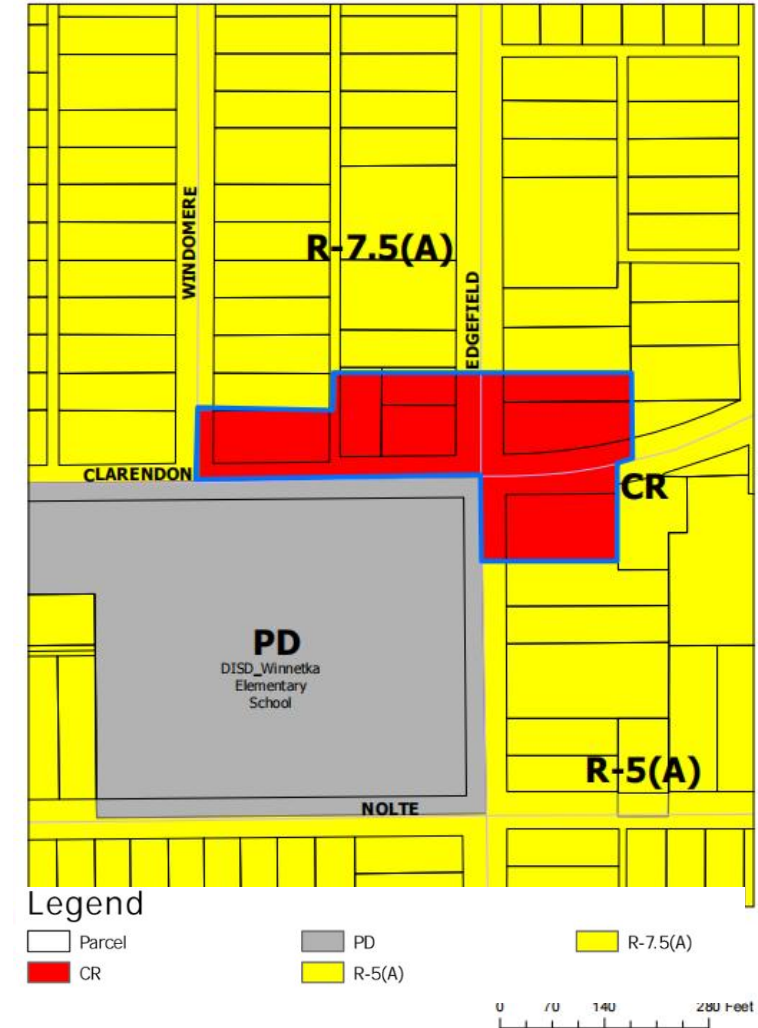 WINDOMERE
R-7.5(A)
EDGEFIELD
CLARENDON
CR
PD
DISD_Winnetka
Elementary
School
R-5(A)
NOLTE
Legend
Parcel
PD
R-7.5(A)
CR
R-5(A)
0 70 140 280 Feet